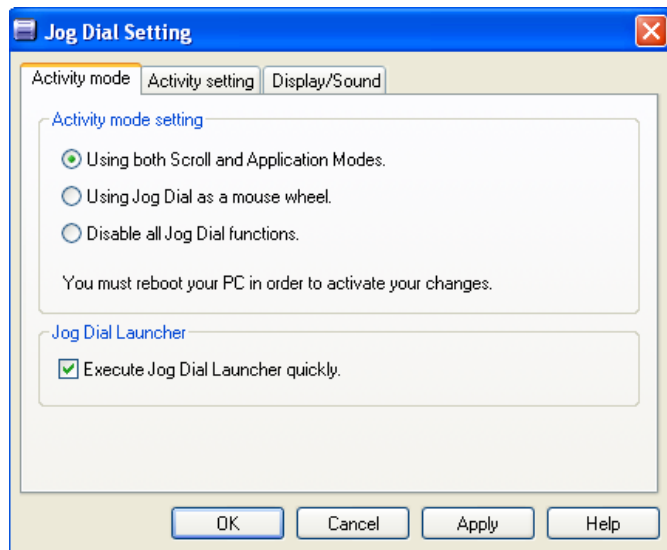 Jog Dial Setting
Activity mode Activity setting Display/Sound
Activity mode setting
Using both Scroll and Application Modes.
Using Jog Dial as a mouse wheel.
Disable all Jog Dial functions.
You must reboot your PC in order to activate your changes.
Jog Dial Launcher
Execute Jog Dial Launcher quickly.
OK Cancel Apply Help